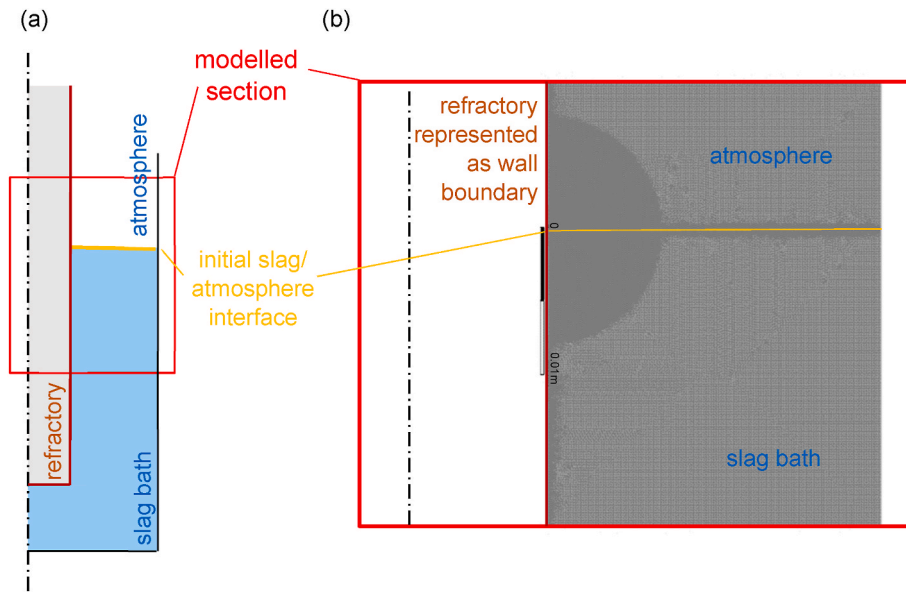 (a)
modelled
section
atmosphere
initial slag/
atmosphere
interface
refractory
slag bath
(b)
refractory
represented
as wall
boundary
atmosphere
0
0.01m
slag bath